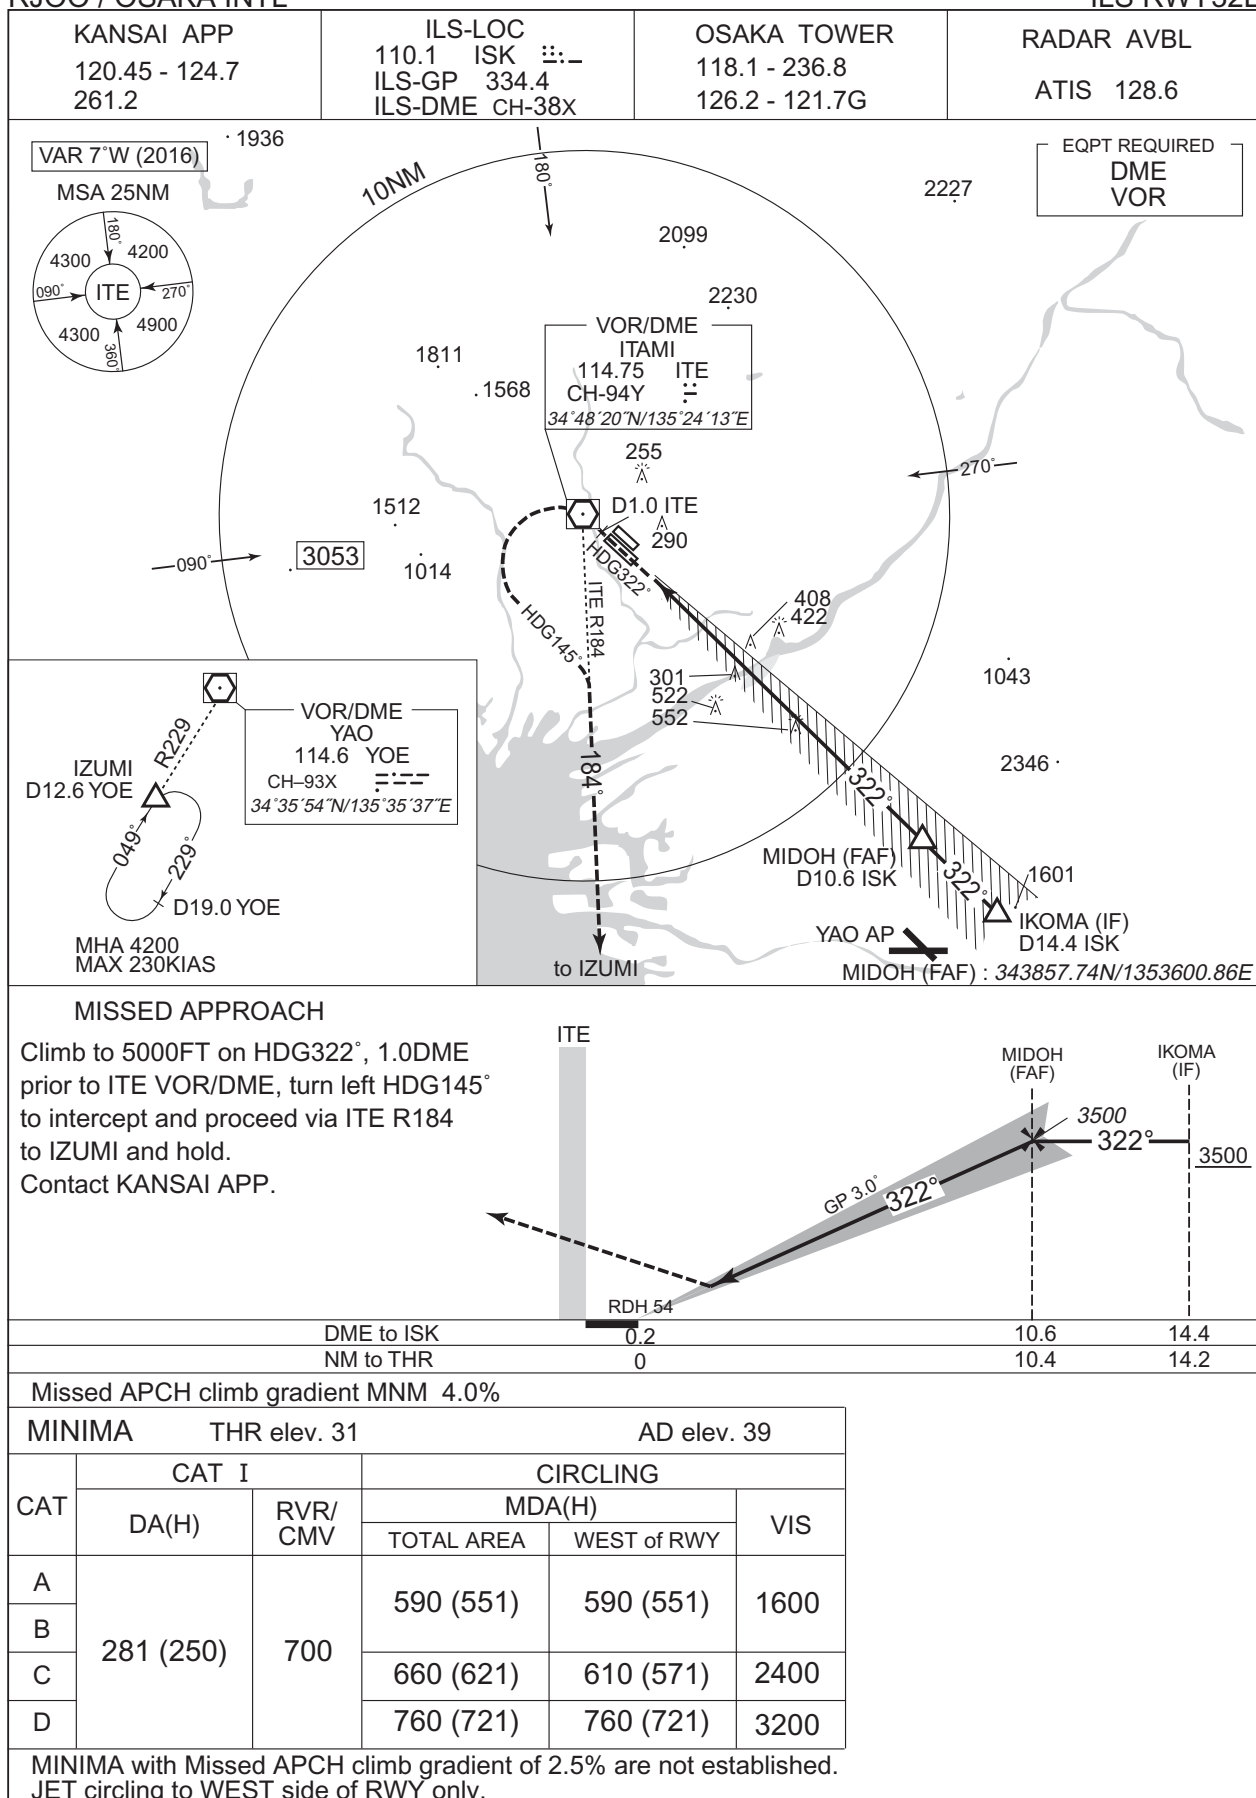 RJOO / OSAKA INTL
ILS RWY32L
KANSAI APP
120.45 - 124.7
261.2
ILS-LOC
110.1 ISK
ILS-GP 334.4
ILS-DME CH-38X
OSAKA TOWER
118.1 - 236.8
126.2 - 121.7G
RADAR AVBL
ATIS 128.6
VAR 7°W (2016)
1936
MSA 25NM
180°
4300
4200
090°
ITE
270°
4300
4900
360°
10NM
180°
EQPT REQUIRED
DME
VOR
2227
2099
2230
VOR/DME
ITAMI
114.75 ITE
CH-94Y
34°48´20˝N/135°24´13˝E
1811
1568
255
270°
D1.0 ITE
290
1512
090°
3053
1014
HDG322°
ITE R184
HDG145°
408
422
301
522
552
1043
2346
184°
322°
MIDOH (FAF)
D10.6 ISK
322°
1601
IKOMA (IF)
D14.4 ISK
YAO AP
MIDOH (FAF) : 343857.74N/1353600.86E
to IZUMI
VOR/DME
YAO
114.6 YOE
CH–93X
34°35´54˝N/135°35´37˝E
R229
IZUMI
D12.6 YOE
049°
229°
D19.0 YOE
MHA 4200
MAX 230KIAS
MISSED APPROACH
Climb to 5000FT on HDG322°, 1.0DME
prior to ITE VOR/DME, turn left HDG145°
to intercept and proceed via ITE R184
to IZUMI and hold.
Contact KANSAI APP.
ITE
MIDOH
(FAF)
IKOMA
(IF)
3500
322°
3500
GP 3.0°
322°
RDH 54
DME to ISK 0.2 10.6 14.4
NM to THR 0 10.4 14.2
Missed APCH climb gradient MNM 4.0%
MINIMA THR elev. 31 AD elev. 39
CAT
CAT I
CIRCLING
DA(H)
RVR/
CMV
MDA(H)
VIS
TOTAL AREA WEST of RWY
A
B
281 (250) 700
590 (551) 590 (551) 1600
C 660 (621) 610 (571) 2400
D 760 (721) 760 (721) 3200
MINIMA with Missed APCH climb gradient of 2.5% are not established.
JET circling to WEST side of RWY only.